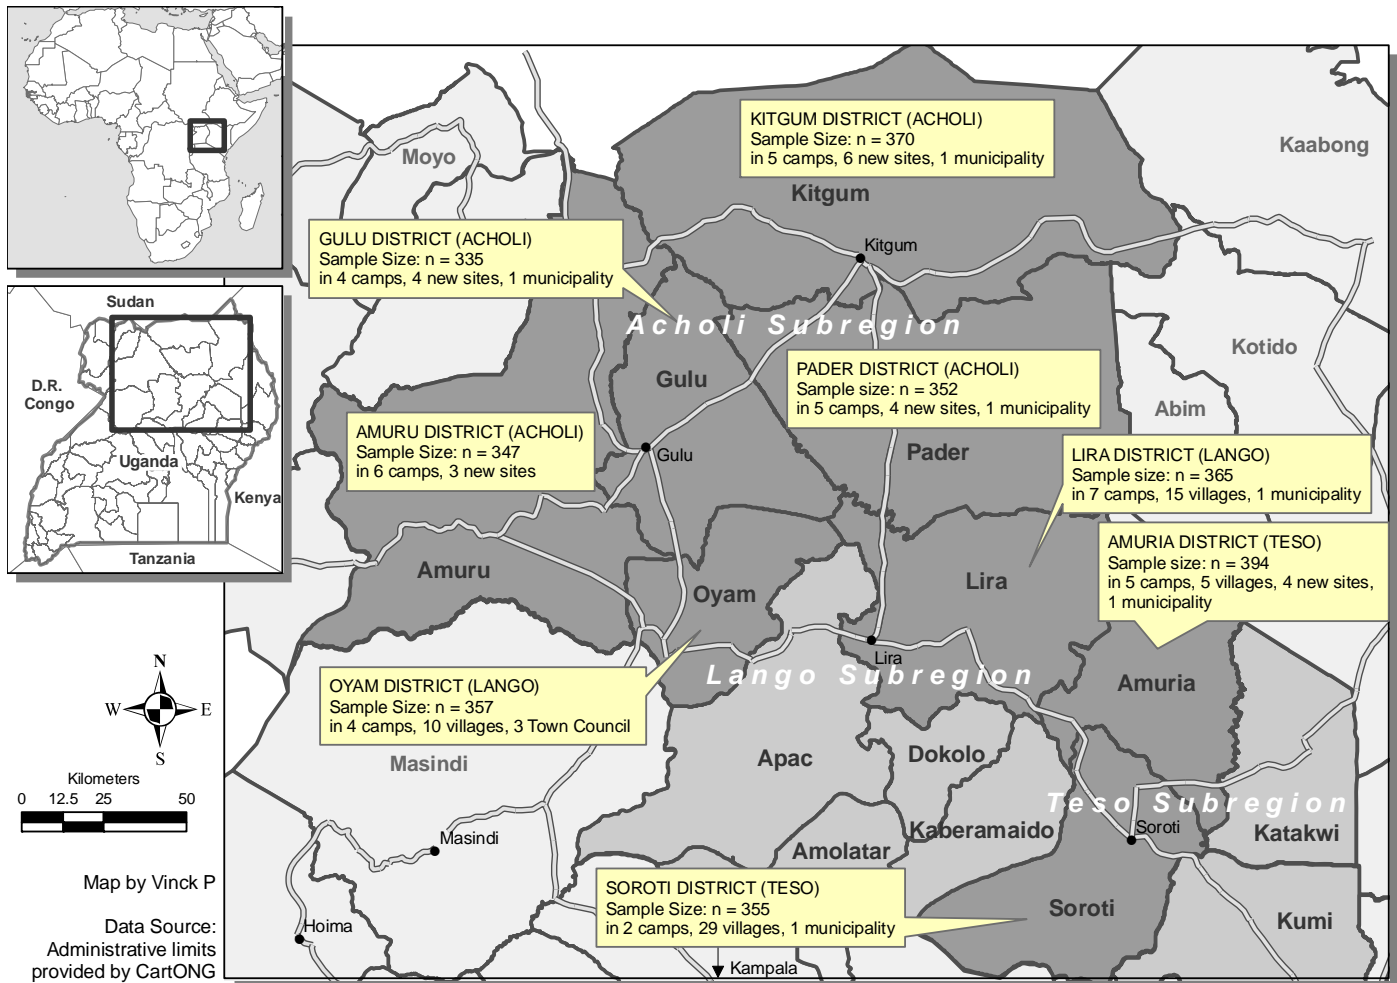 KITGUM DISTRICT (ACHOLI)
Sample Size: n = 370
in 5 camps, 6 new sites, 1 municipality
Kaabong
Moyo
Kitgum
GULU DISTRICT (ACHOLI)
Sample Size: n = 335
in 4 camps, 4 new sites, 1 municipality
Kitgum
Acholi Subregion
Sudan
D.R.
Congo
Uganda
Kenya
Tanzania
Kotido
Gulu
PADER DISTRICT (ACHOLI)
Sample size: n = 352
in 5 camps, 4 new sites, 1 municipality
Abim
AMURU DISTRICT (ACHOLI)
Sample Size: n = 347
in 6 camps, 3 new sites
Gulu
Pader
LIRA DISTRICT (LANGO)
Sample size: n = 365
in 7 camps, 15 villages, 1 municipality
AMURIA DISTRICT (TESO)
Sample size: n = 394
in 5 camps, 5 villages, 4 new sites,
1 municipality
Amuru
Oyam
Lira
Lira
Lango Subregion
Amuria
OYAM DISTRICT (LANGO)
Sample Size: n = 357
in 4 camps, 10 villages, 3 Town Council
N
W
E
S
Masindi
Apac
Dokolo
Kilometers
0 12.5 25 50
Teso Subregion
Soroti
Katakwi
Kaberamaido
Masindi
Amolatar
Map by Vinck P
SOROTI DISTRICT (TESO)
Sample Size: n = 355
in 2 camps, 29 villages, 1 municipality
Soroti
Kumi
Hoima
Data Source:
Administrative limits
provided by CartONG
Kampala